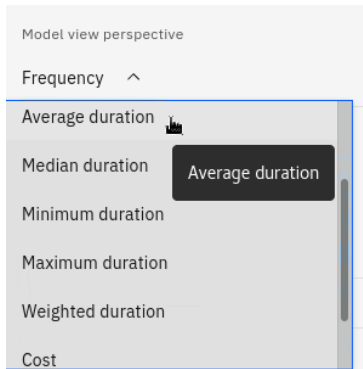 Model view perspective
Frequency
Average duration
Median duration
Average duration
Minimum duration
Maximum duration
Weighted duration
Cost